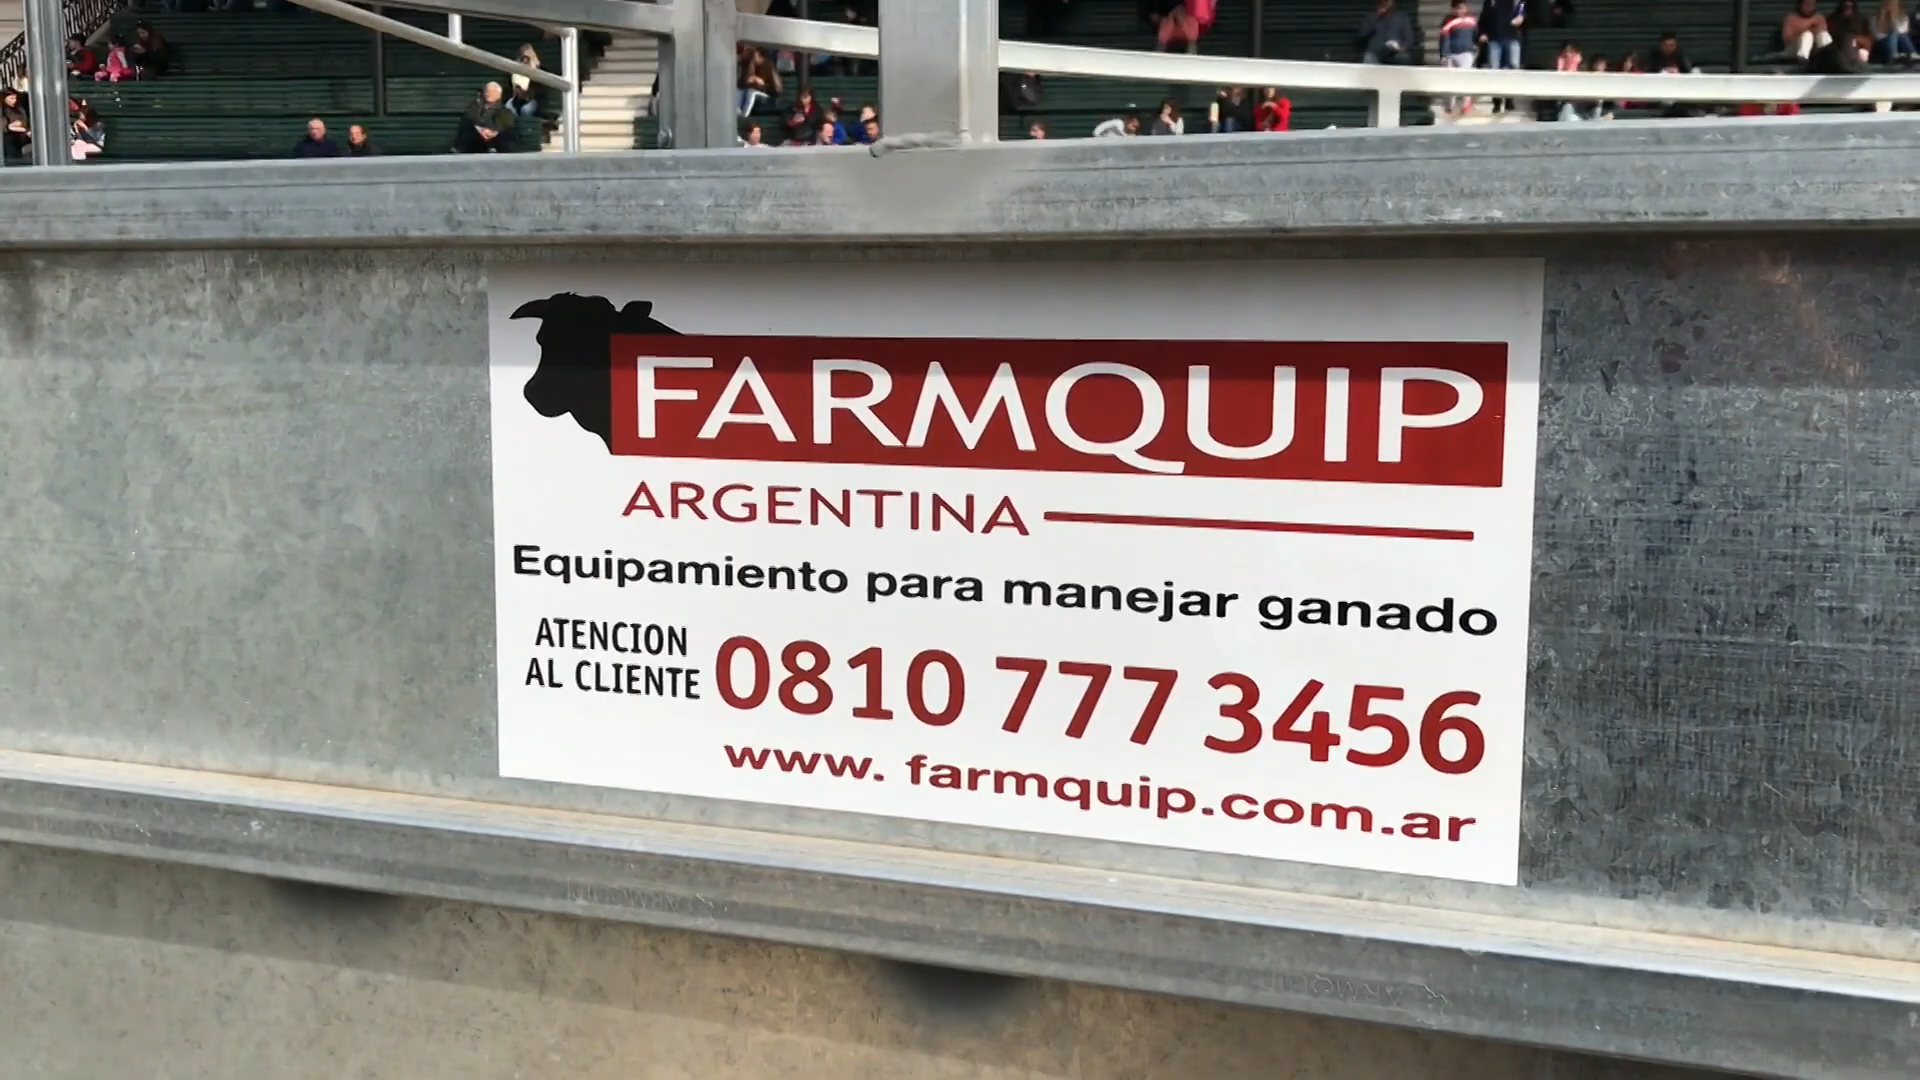 FARMQUIP
ARGENTINA
Equipamiento para manejar ganado
ATENCION
AL CLIENTE
0810 777 3456
www. farmquip.com.ar